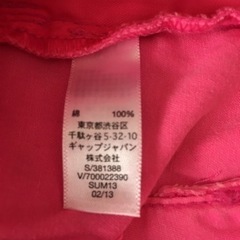 綿 100%
東京都渋谷区
千駄ヶ谷5-32-10
ギャップジャパン
株式会社
S/381388
V/700022390
SUM13
02/13